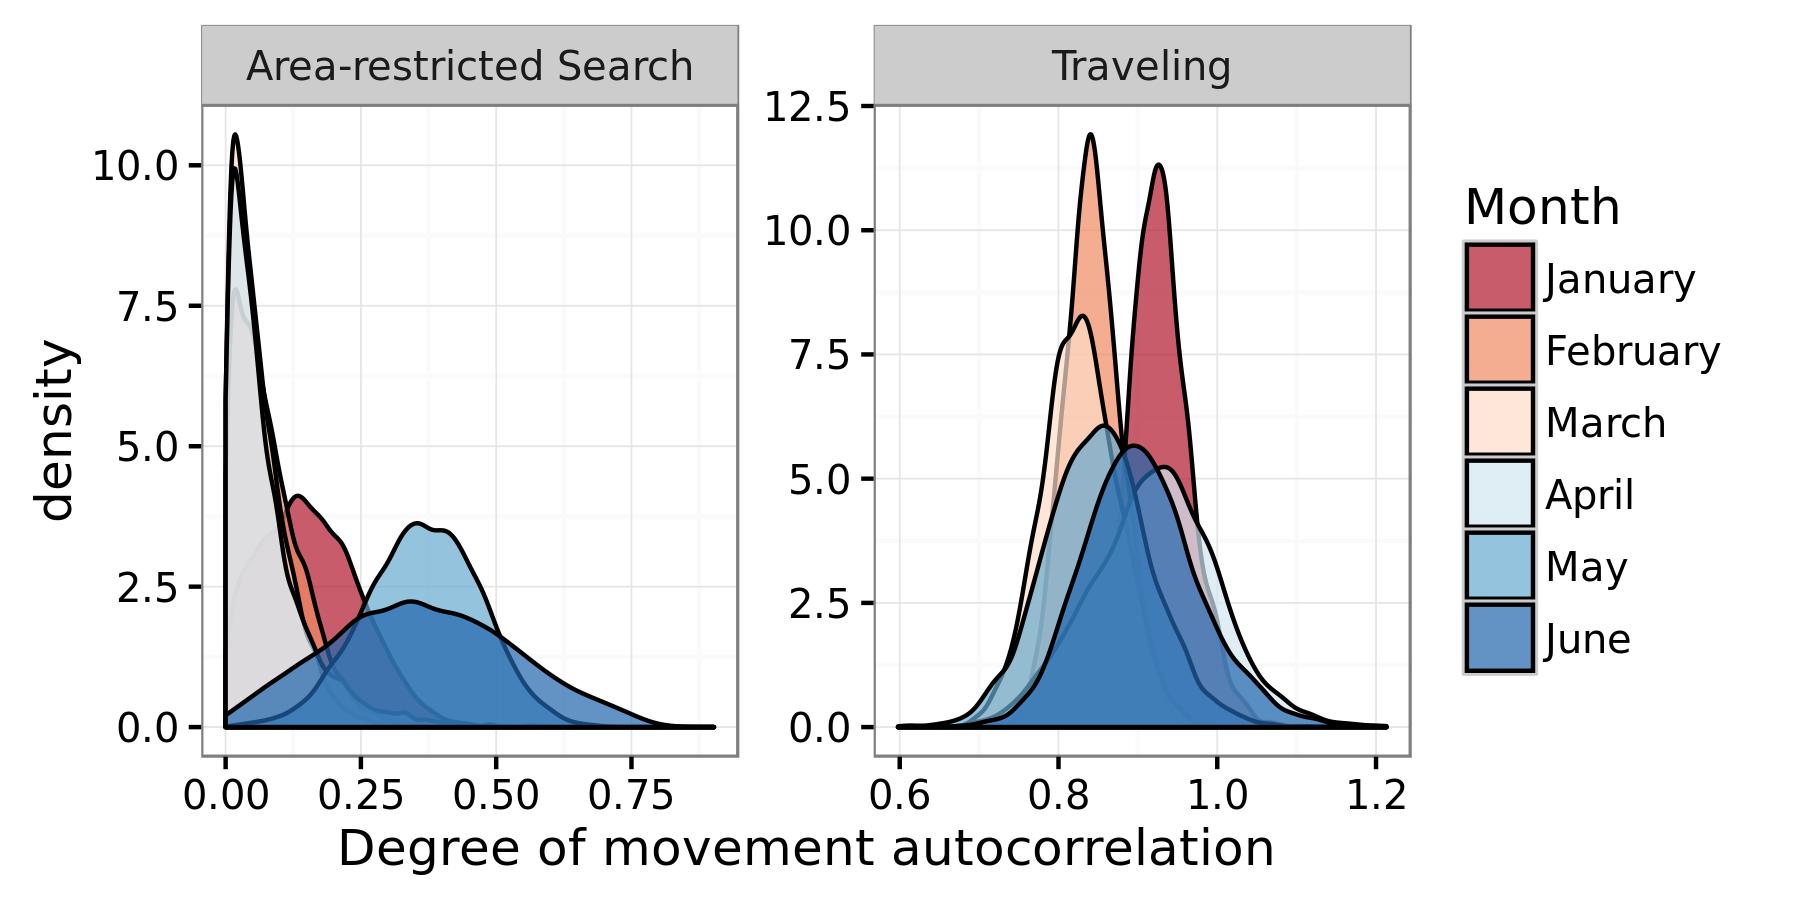 Area-restricted Search
Traveling
density
10.0
7.5
5.0
2.5
0.0
0.00 0.25 0.50 0.75
12.5
10.0
7.5
5.0
2.5
0.0
0.6 0.8 1.0 1.2
Degree of movement autocorrelation
Month
January
February
March
April
May
June